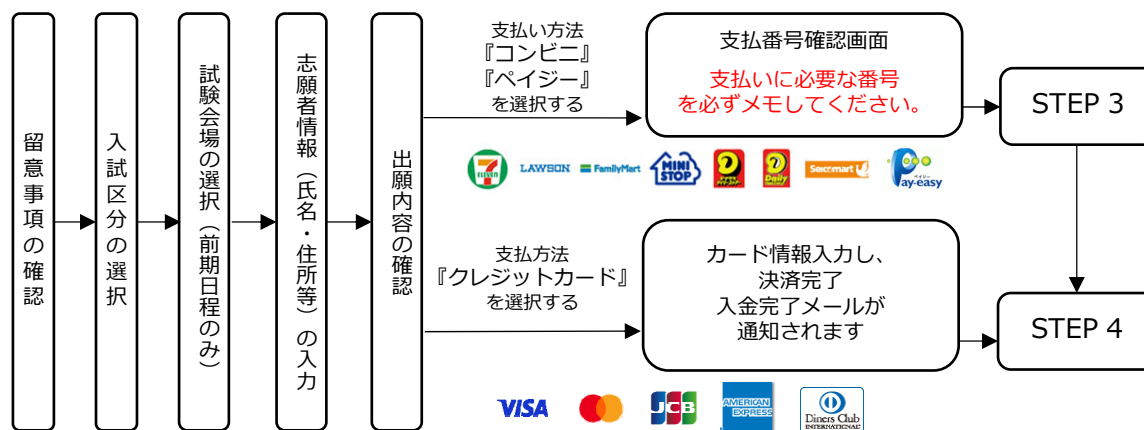 留意事項の確認
入試区分の選択
試験会場の選択（前期日程のみ）
志願者情報（氏名・住所等）の入力
出願内容の確認
支払い方法
『コンビニ』
『ペイジー』
を選択する
支払番号確認画面
支払いに必要な番号
を必ずメモしてください。
STEP 3
7
ELEVEN
LAWSON
FamilyMart
MINI
STOP
Daily
Seicomart
ペイジー
Pay-easy
支払方法
『クレジットカード』
を選択する
カード情報入力し、
決済完了
入金完了メールが
通知されます
STEP 4
VISA
JCB
AMERICAN
EXPRESS
Diners Club
INTERNATIONAL